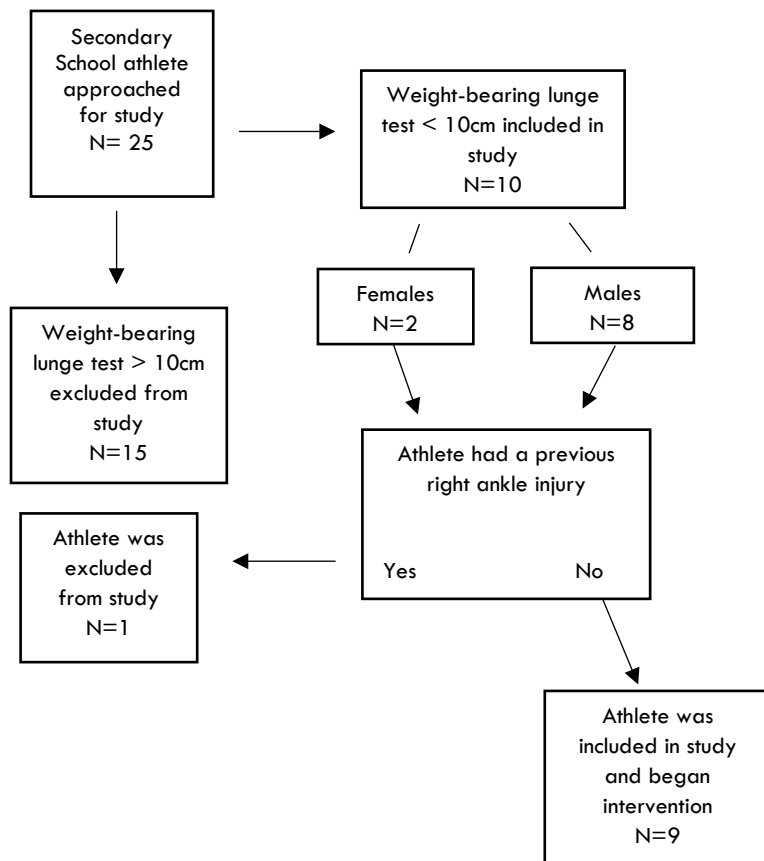 Secondary
School athlete
approached
for study
N= 25
Weight-bearing lunge
test < 10cm included in
study
N=10
Females
N=2
Males
N=8
Weight-bearing
lunge test > 10cm
excluded from
study
N=15
Athlete had a previous
right ankle injury
Yes No
Athlete was
excluded
from study
N=1
Athlete was
included in study
and began
intervention
N=9